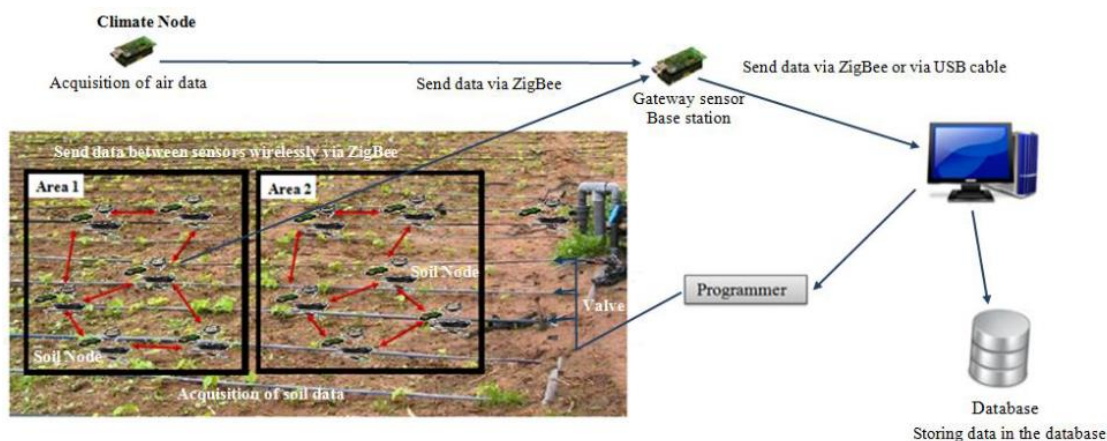 Climate Node
Acquisition of air data
Send data via ZigBee
Gateway sensor
Base station
Send data via ZigBee or via USB cable
Send data between sensors wirelessly via ZigBee
Area 1
Area 2
Soil Node
Valve
Soil Node
Acquisition of soil data
Programmer
Database
Storing data in the database